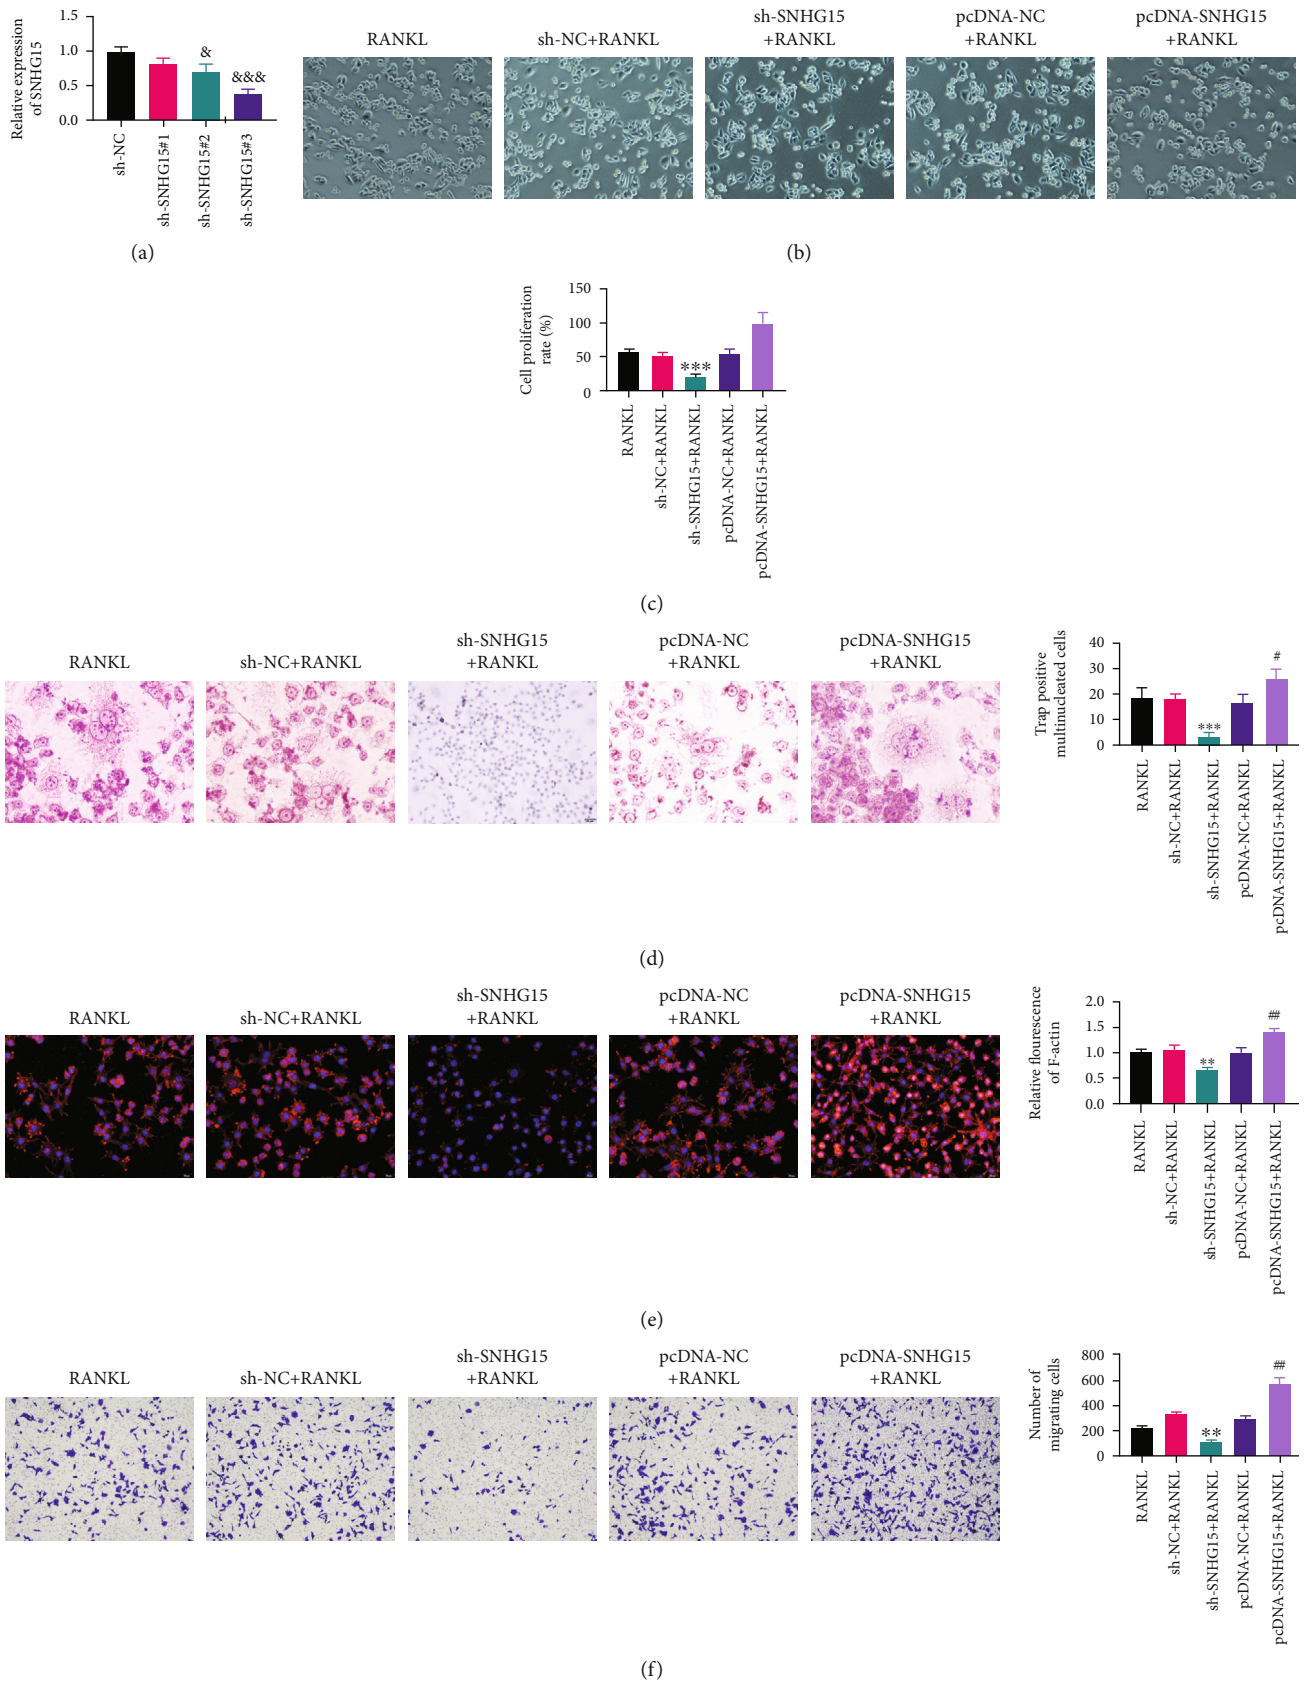 Relative expression
of SNHG15
1.5
1.0
0.5
0.0
&
&&&
sh-NC
sh-SNHG15#1
sh-SNHG15#2
sh-SNHG15#3
(a)
RANKL
sh-NC+RANKL
sh-SNHG15
+RANKL
pcDNA-NC
+RANKL
pcDNA-SNHG15
+RANKL
(b)
Cell proliferation
rate (%)
150
100
50
0
***
RANKL
sh-NC+RANKL
sh-SNHG15+RANKL
pcDNA-NC+RANKL
pcDNA-SNHG15+RANKL
(c)
RANKL
sh-NC+RANKL
sh-SNHG15
+RANKL
pcDNA-NC
+RANKL
pcDNA-SNHG15
+RANKL
Trap positive
multinucleated cells
40
30
20
10
0
***
#
RANKL
sh-NC+RANKL
sh-SNHG15+RANKL
pcDNA-NC+RANKL
pcDNA-SNHG15+RANKL
(d)
RANKL
sh-NC+RANKL
sh-SNHG15
+RANKL
pcDNA-NC
+RANKL
pcDNA-SNHG15
+RANKL
Relative flourescence
of F-actin
2.0
1.5
1.0
0.5
0.0
**
##
RANKL
sh-NC+RANKL
sh-SNHG15+RANKL
pcDNA-NC+RANKL
pcDNA-SNHG15+RANKL
(e)
RANKL
sh-NC+RANKL
sh-SNHG15
+RANKL
pcDNA-NC
+RANKL
pcDNA-SNHG15
+RANKL
Number of
migrating cells
800
600
400
200
0
**
##
RANKL
sh-NC+RANKL
sh-SNHG15+RANKL
pcDNA-NC+RANKL
pcDNA-SNHG15+RANKL
(f)